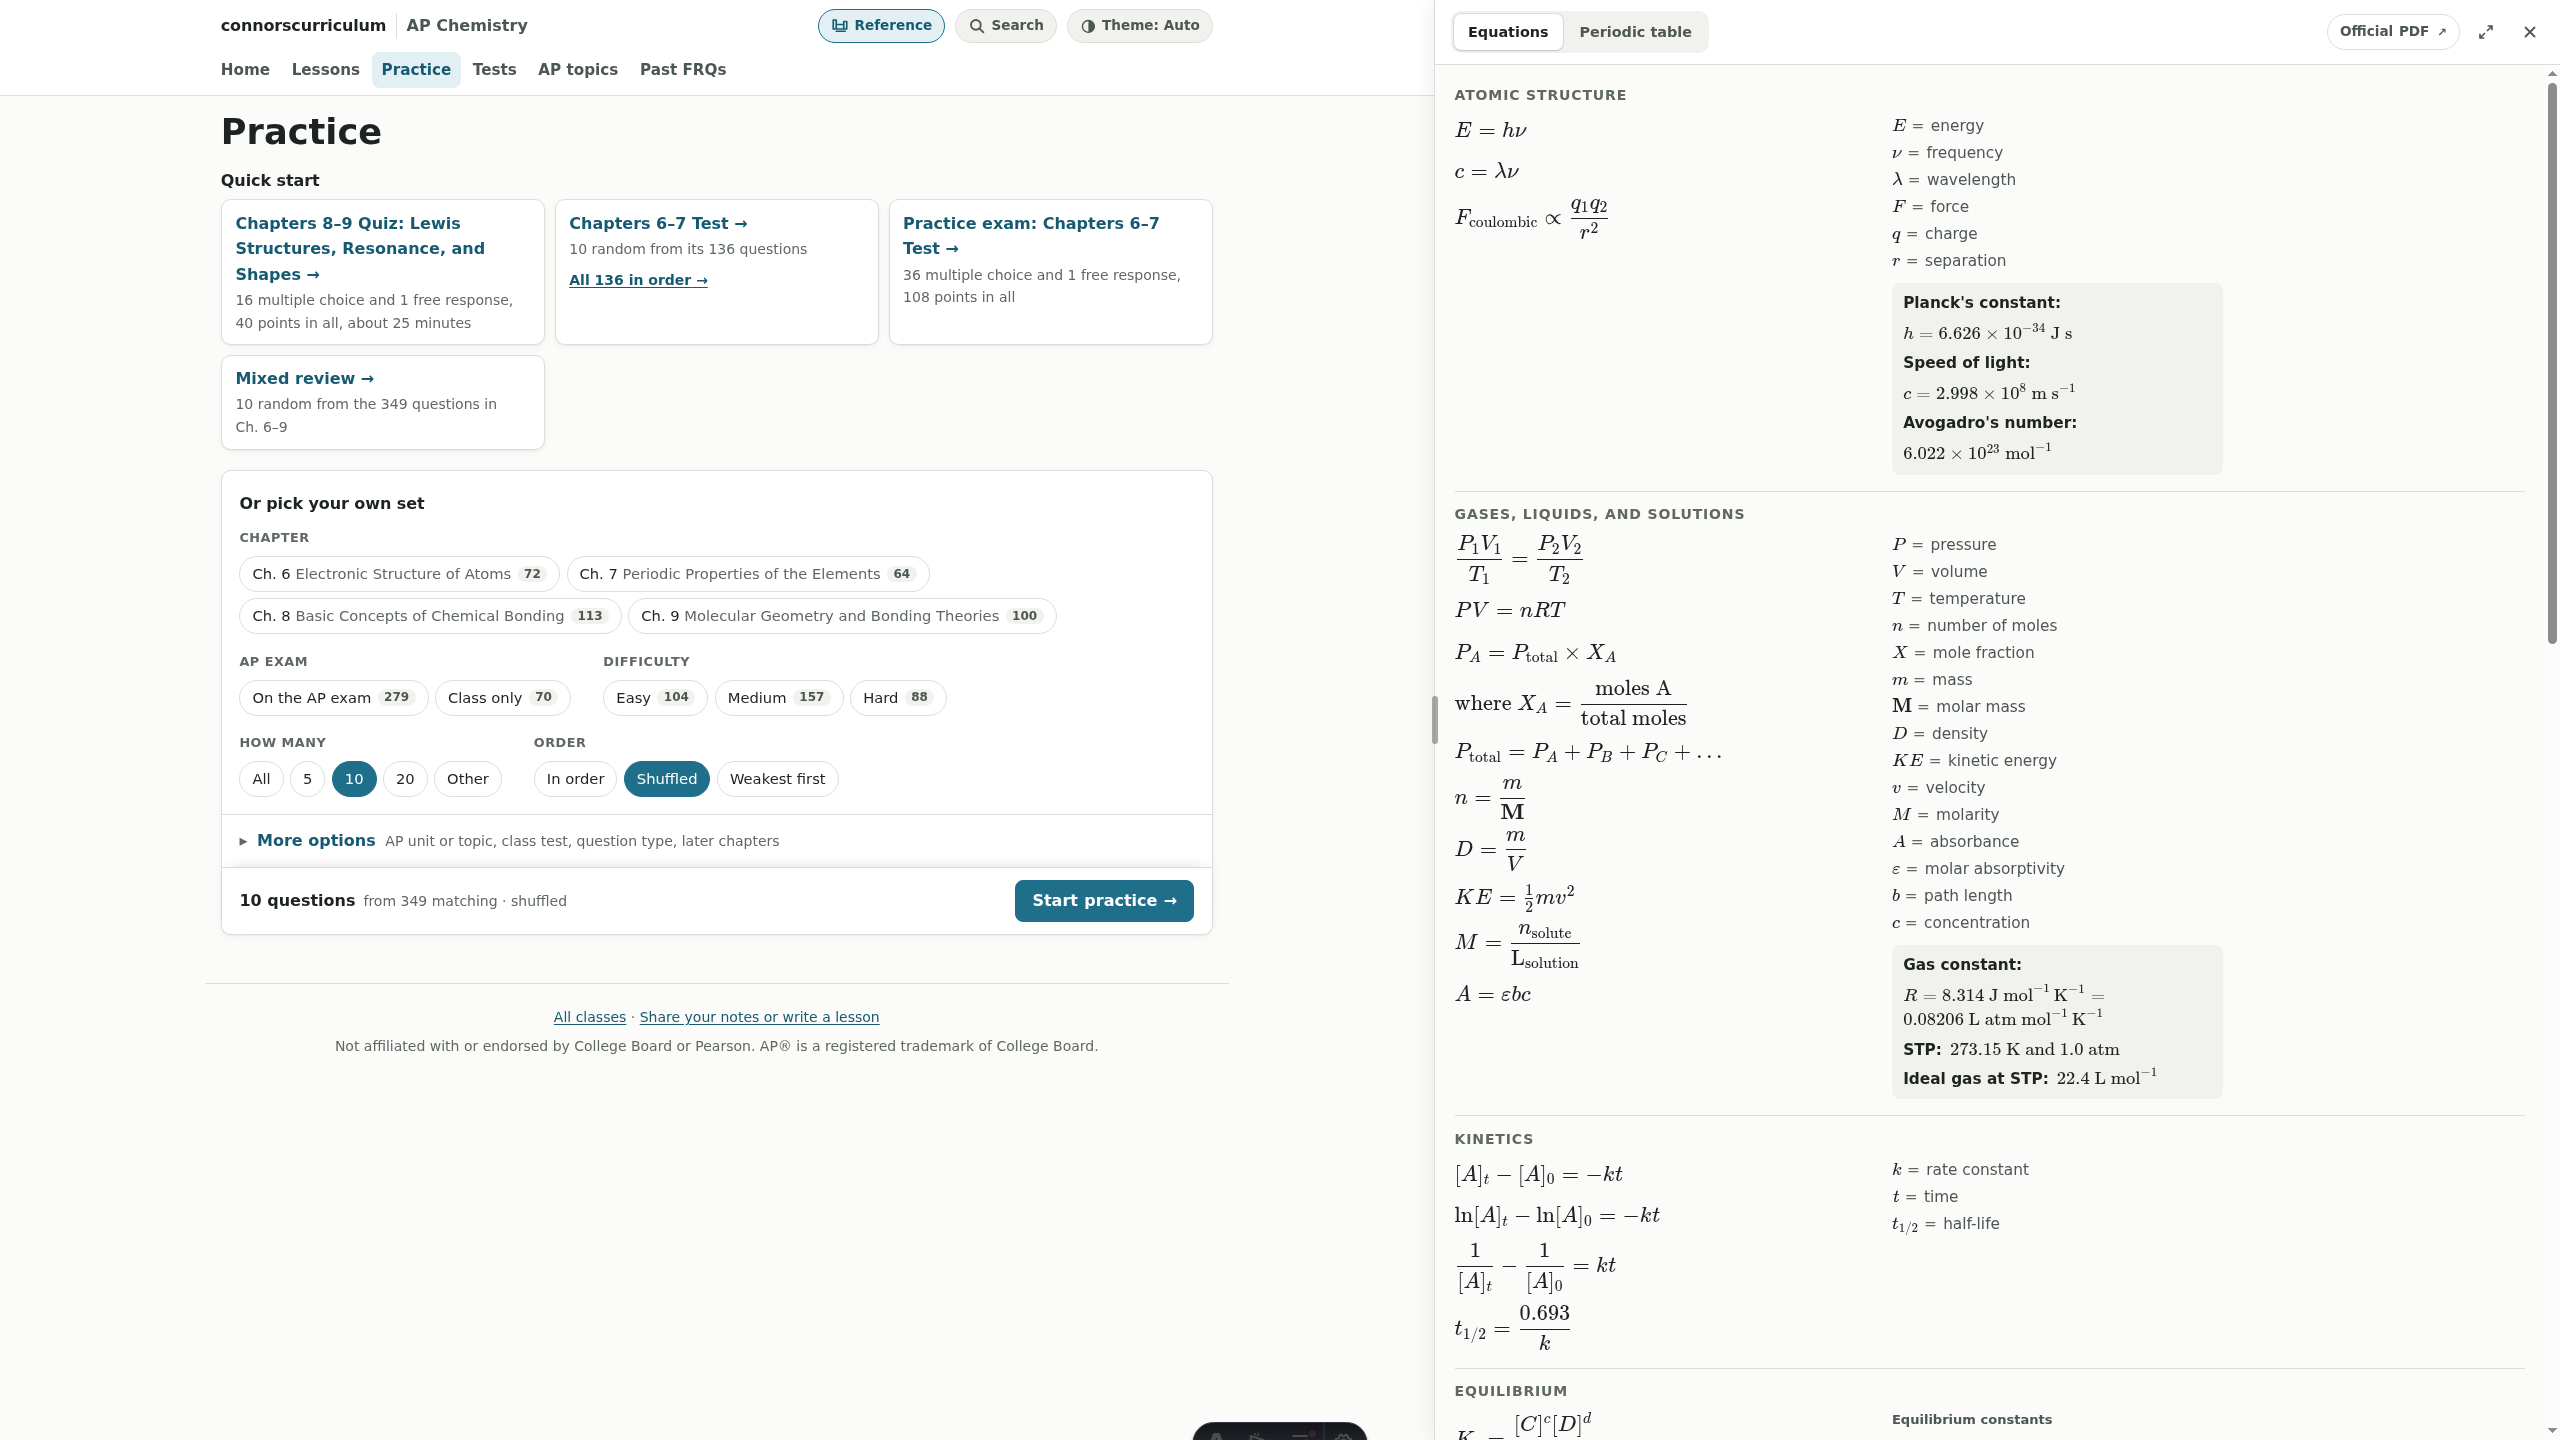 connorscurriculum
AP Chemistry
Reference
Search
Theme: Auto
Home
Lessons
Practice
Tests
AP topics
Past FRQs
Practice
Quick start
Chapters 8–9 Quiz: Lewis
Structures, Resonance, and
Shapes →
16 multiple choice and 1 free response,
40 points in all, about 25 minutes
Chapters 6–7 Test →
10 random from its 136 questions
All 136 in order →
Practice exam: Chapters 6–7
Test →
36 multiple choice and 1 free response,
108 points in all
Mixed review →
10 random from the 349 questions in
Ch. 6–9
Or pick your own set
CHAPTER
Ch. 6 Electronic Structure of Atoms 72
Ch. 7 Periodic Properties of the Elements 64
Ch. 8 Basic Concepts of Chemical Bonding 113
Ch. 9 Molecular Geometry and Bonding Theories 100
AP EXAM
On the AP exam 279
Class only 70
DIFFICULTY
Easy 104
Medium 157
Hard 88
HOW MANY
All
5
10
20
Other
ORDER
In order
Shuffled
Weakest first
▸ More options AP unit or topic, class test, question type, later chapters
10 questions from 349 matching · shuffled
Start practice →
All classes · Share your notes or write a lesson
Not affiliated with or endorsed by College Board or Pearson. AP® is a registered trademark of College Board.
Equations
Periodic table
Official PDF ↗
ATOMIC STRUCTURE
E = hν
c = λν
F_coulombic ∝ q₁q₂ / r²
E = energy
ν = frequency
λ = wavelength
F = force
q = charge
r = separation
Planck's constant:
h = 6.626 × 10⁻³⁴ J s
Speed of light:
c = 2.998 × 10⁸ m s⁻¹
Avogadro's number:
6.022 × 10²³ mol⁻¹
GASES, LIQUIDS, AND SOLUTIONS
P₁V₁ / T₁ = P₂V₂ / T₂
PV = nRT
P_A = P_total × X_A
where X_A = moles A / total moles
P_total = P_A + P_B + P_C + …
n = m / M
D = m / V
KE = ½mv²
M = n_solute / L_solution
A = εbc
P = pressure
V = volume
T = temperature
n = number of moles
X = mole fraction
m = mass
M = molar mass
D = density
KE = kinetic energy
v = velocity
M = molarity
A = absorbance
ε = molar absorptivity
b = path length
c = concentration
Gas constant:
R = 8.314 J mol⁻¹ K⁻¹ =
0.08206 L atm mol⁻¹ K⁻¹
STP: 273.15 K and 1.0 atm
Ideal gas at STP: 22.4 L mol⁻¹
KINETICS
[A]_t − [A]₀ = −kt
ln[A]_t − ln[A]₀ = −kt
1 / [A]_t − 1 / [A]₀ = kt
t₁/₂ = 0.693 / k
k = rate constant
t = time
t₁/₂ = half-life
EQUILIBRIUM
[C]ᶜ[D]ᵈ
Equilibrium constants